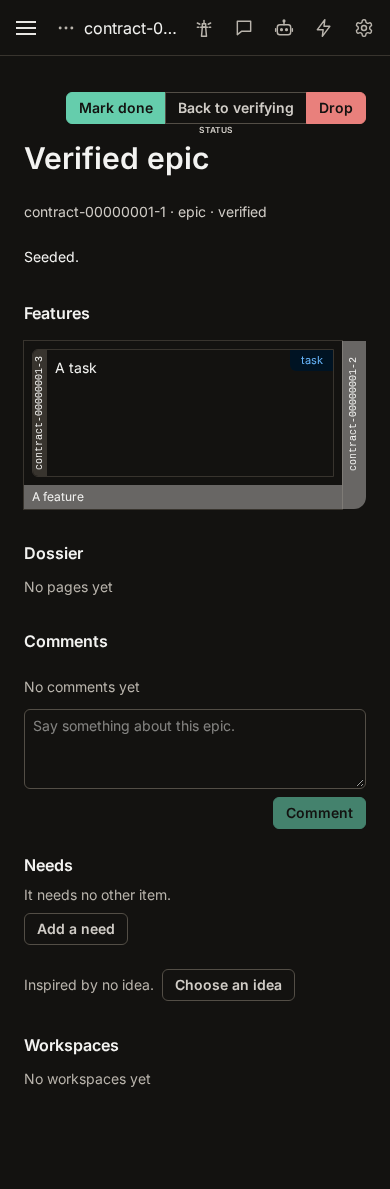 contract-0...
Mark done
Back to verifying
Drop
STATUS
Verified epic
contract-00000001-1 · epic · verified
Seeded.
Features
contract-00000001-3
A task
task
contract-00000001-2
A feature
Dossier
No pages yet
Comments
No comments yet
Say something about this epic.
Comment
Needs
It needs no other item.
Add a need
Inspired by no idea.
Choose an idea
Workspaces
No workspaces yet